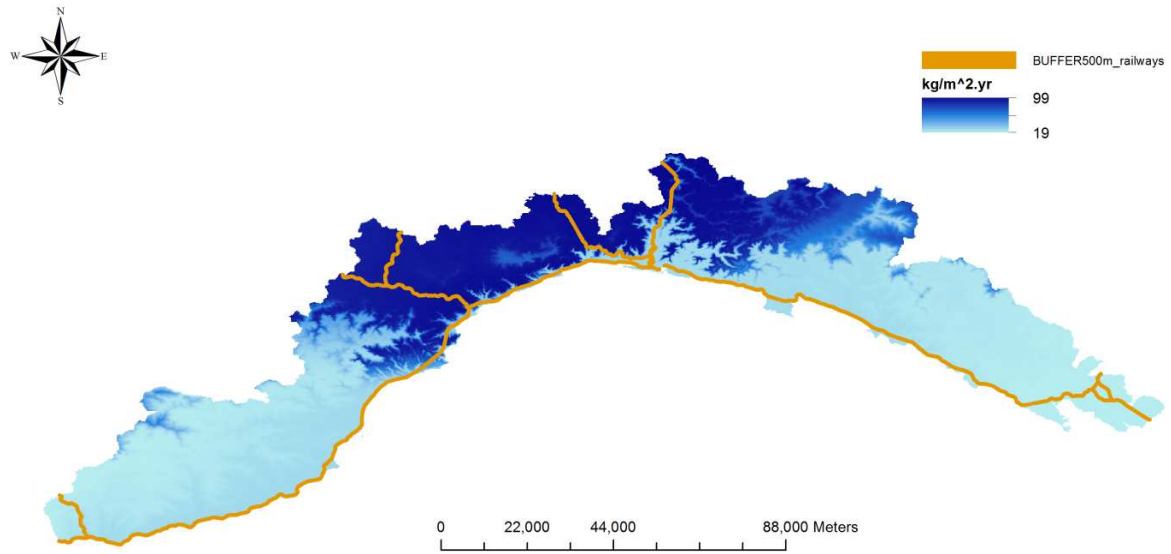 N
W E
S
BUFFER500m_railways
kg/m^2.yr
99
19
0 22,000 44,000 88,000 Meters